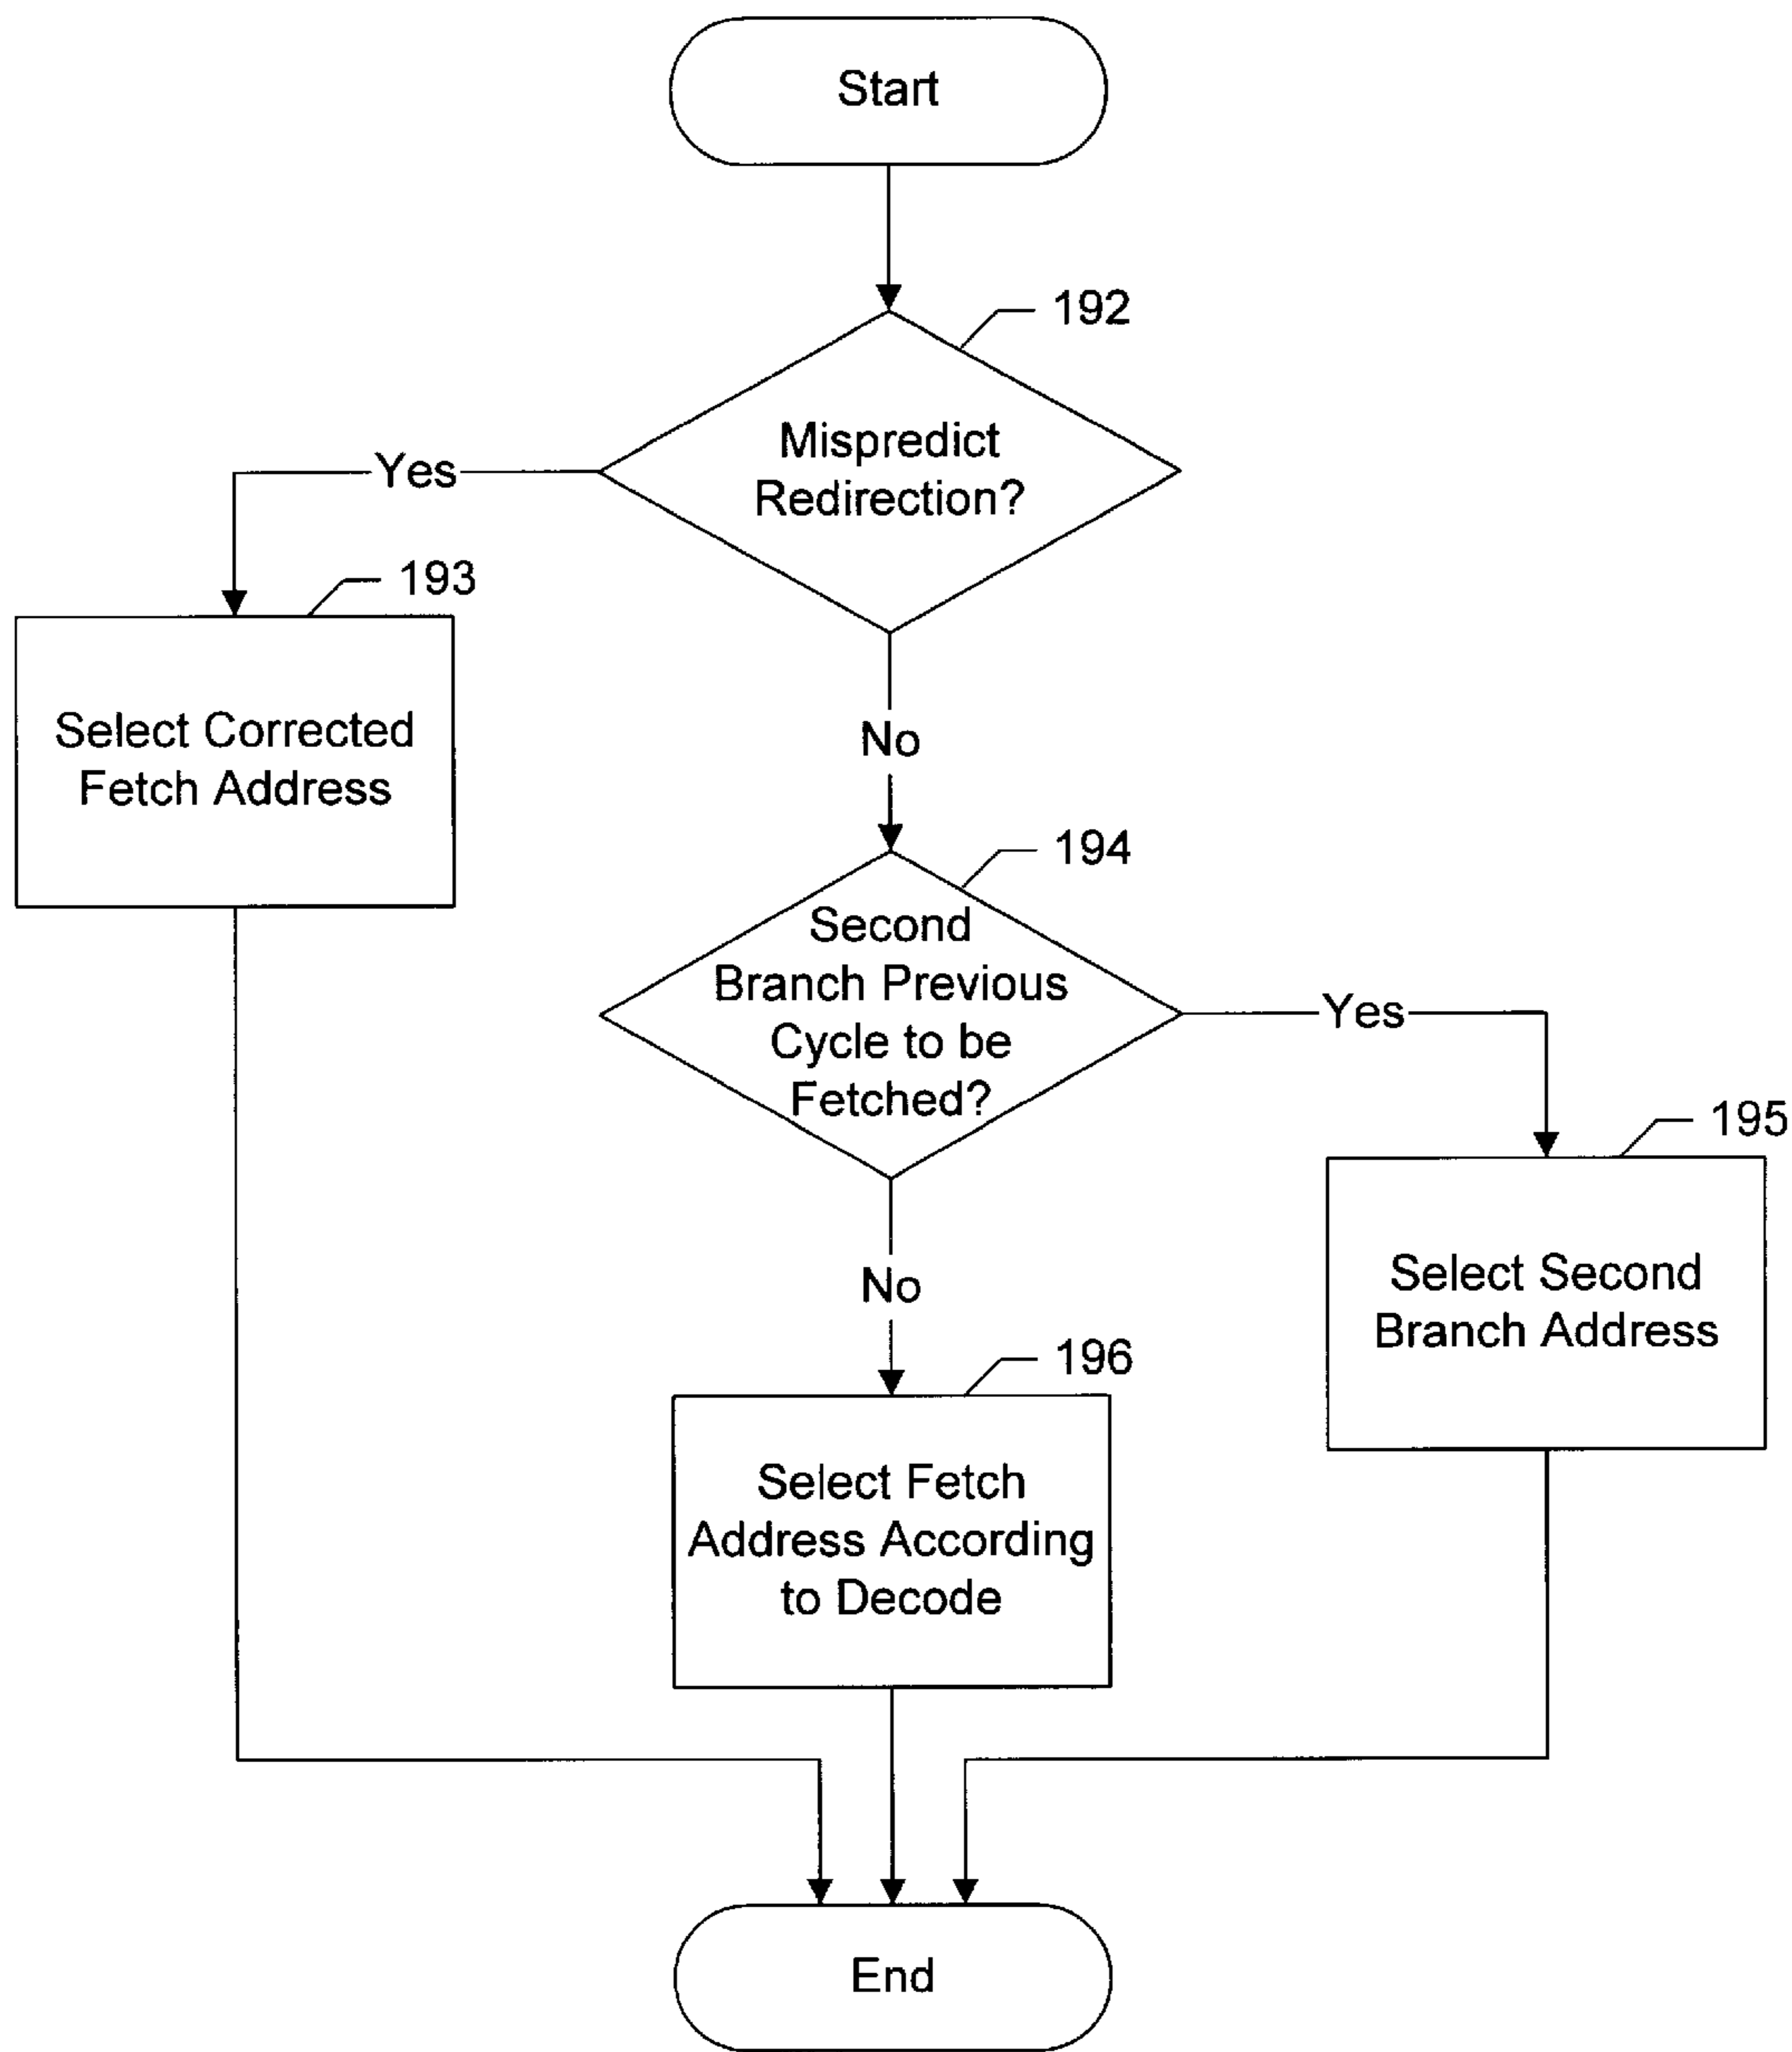 Start
192
Mispredict
Redirection?
Yes
193
Select Corrected
Fetch Address
No
194
Second
Branch Previous
Cycle to be
Fetched?
Yes
195
Select Second
Branch Address
No
196
Select Fetch
Address According
to Decode
End